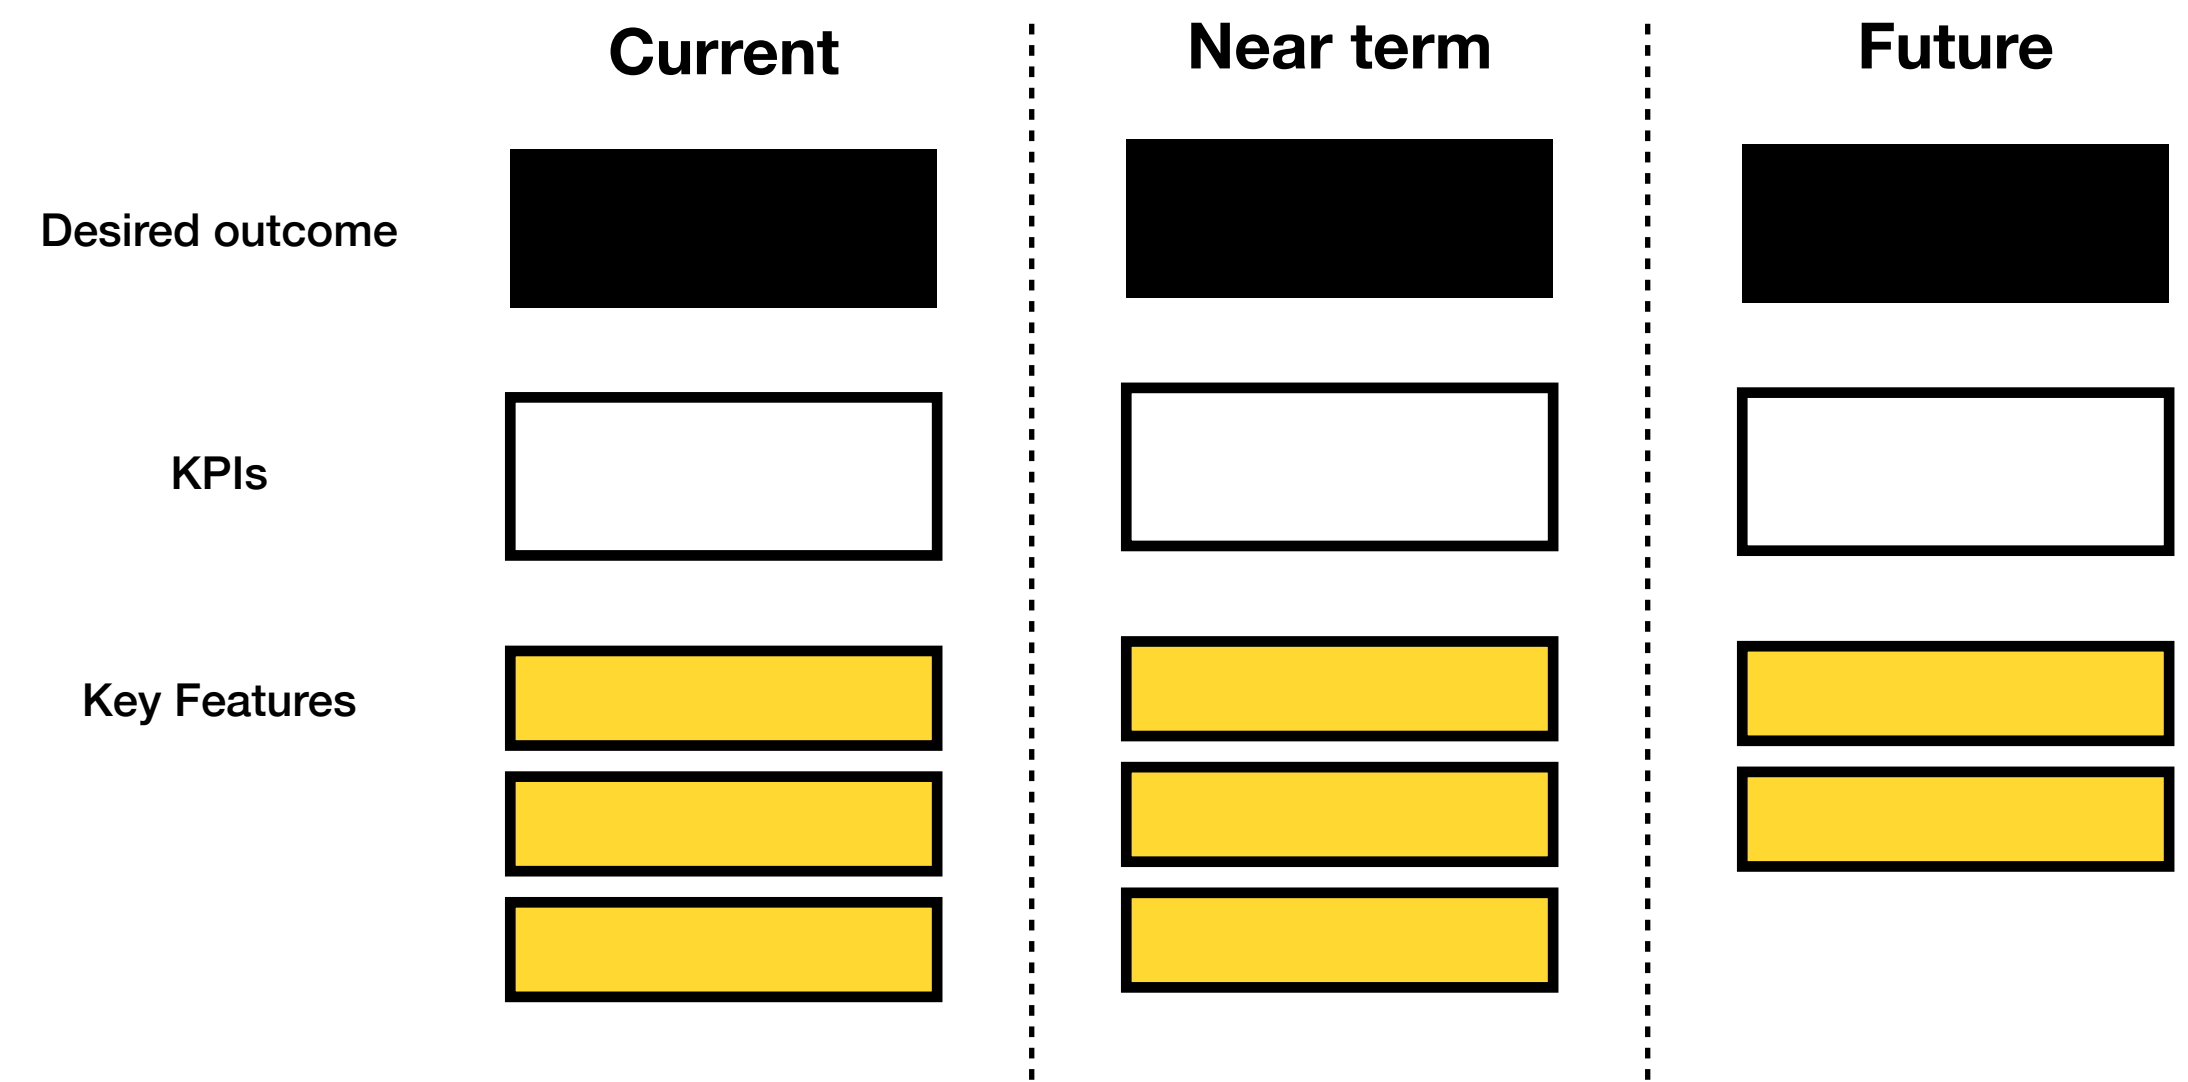 Current
Near term
Future
Desired outcome
KPIs
Key Features